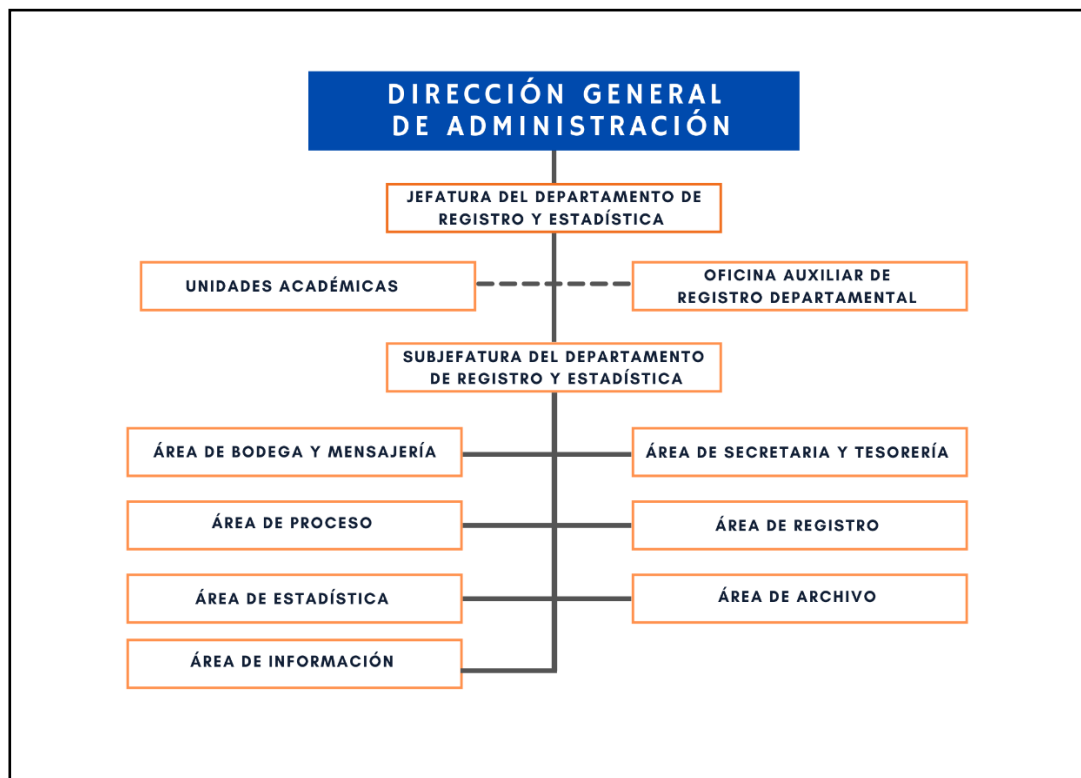 DIRECCIÓN GENERAL
DE ADMINISTRACIÓN
JEFATURA DEL DEPARTAMENTO DE
REGISTRO Y ESTADÍSTICA
UNIDADES ACADÉMICAS
OFICINA AUXILIAR DE
REGISTRO DEPARTAMENTAL
SUBJEFATURA DEL DEPARTAMENTO
DE REGISTRO Y ESTADÍSTICA
ÁREA DE BODEGA Y MENSAJERÍA
ÁREA DE SECRETARIA Y TESORERÍA
ÁREA DE PROCESO
ÁREA DE REGISTRO
ÁREA DE ESTADÍSTICA
ÁREA DE ARCHIVO
ÁREA DE INFORMACIÓN